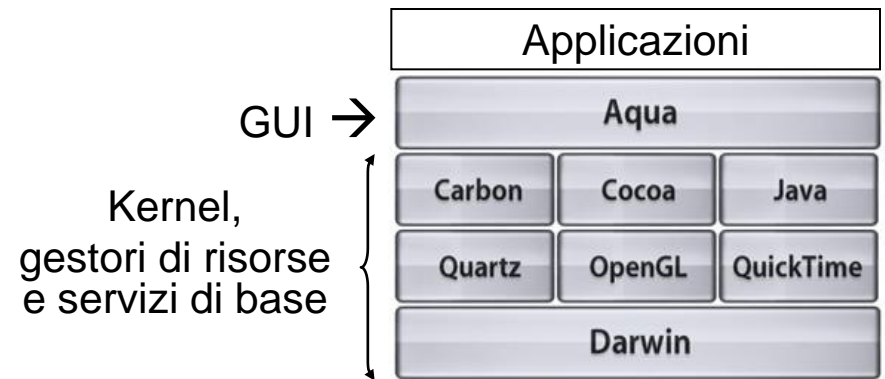 Applicazioni
GUI →
Aqua
Kernel,
gestori di risorse
e servizi di base
Carbon Cocoa Java
Quartz OpenGL QuickTime
Darwin